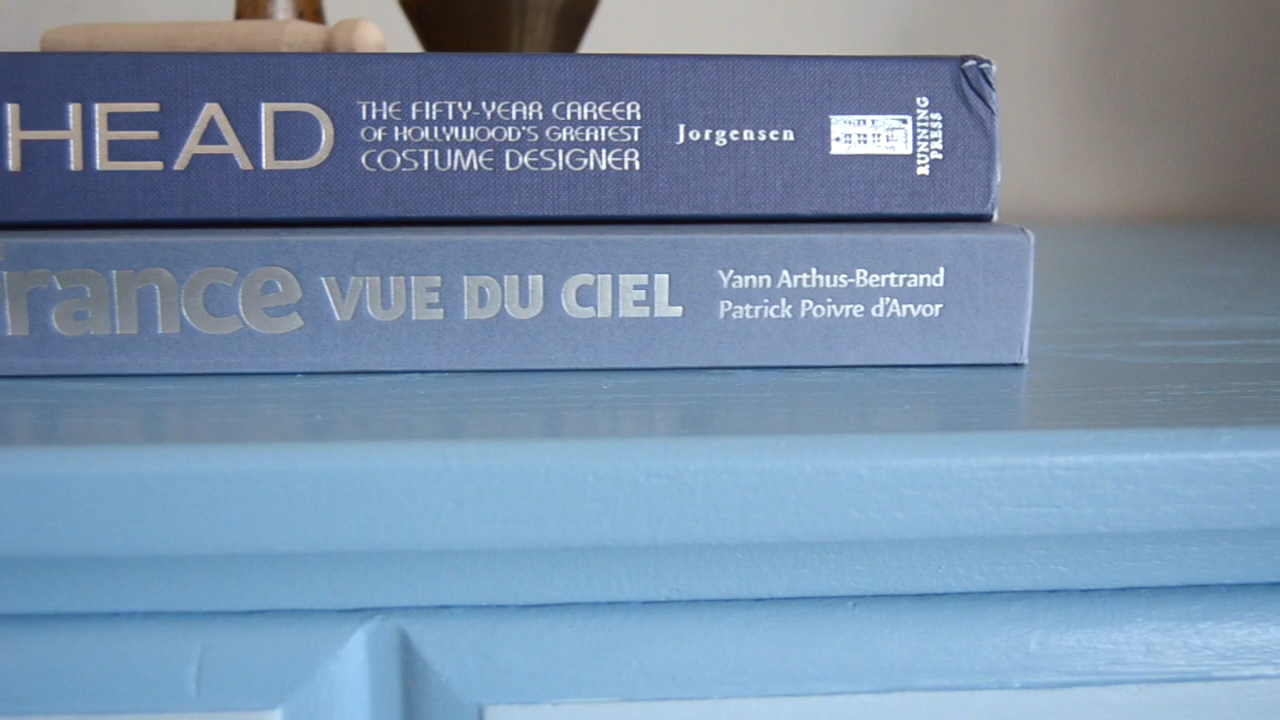 HEAD
THE FIFTY-YEAR CAREER
OF HOLLYWOOD'S GREATEST
COSTUME DESIGNER
Jorgensen
RUNNING
PRESS
france VUE DU CIEL
Yann Arthus-Bertrand
Patrick Poivre d'Arvor